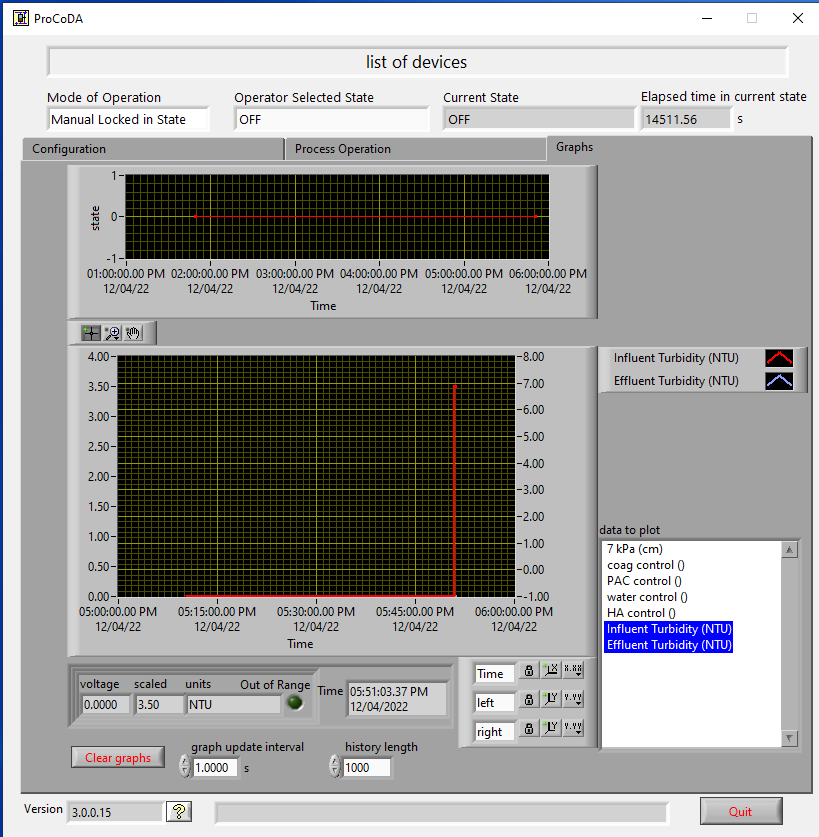 ProCoDA
list of devices
Mode of Operation
Operator Selected State
Current State
Elapsed time in current state
Manual Locked in State
OFF
OFF
14511.56
s
Configuration
Process Operation
Graphs
1
0
-1
state
01:00:00.00 PM 02:00:00.00 PM 03:00:00.00 PM 04:00:00.00 PM 05:00:00.00 PM 06:00:00.00 PM
12/04/22 12/04/22 12/04/22 12/04/22 12/04/22 12/04/22
Time
4.00
3.50
3.00
2.50
2.00
1.50
1.00
0.50
0.00
8.00
7.00
6.00
5.00
4.00
3.00
2.00
1.00
0.00
-1.00
05:00:00.00 PM 05:15:00.00 PM 05:30:00.00 PM 05:45:00.00 PM 06:00:00.00 PM
12/04/22 12/04/22 12/04/22 12/04/22 12/04/22
Time
Influent Turbidity (NTU)
Effluent Turbidity (NTU)
data to plot
7 kPa (cm)
coag control ()
PAC control ()
water control ()
HA control ()
Influent Turbidity (NTU)
Effluent Turbidity (NTU)
voltage
scaled
units
Out of Range
0.0000
3.50
NTU
Time
05:51:03.37 PM
12/04/2022
Time
X
X.XX
left
Y
Y.YY
right
Y
Y.YY
Clear graphs
graph update interval
1.0000
s
history length
1000
Version
3.0.0.15
?
Quit